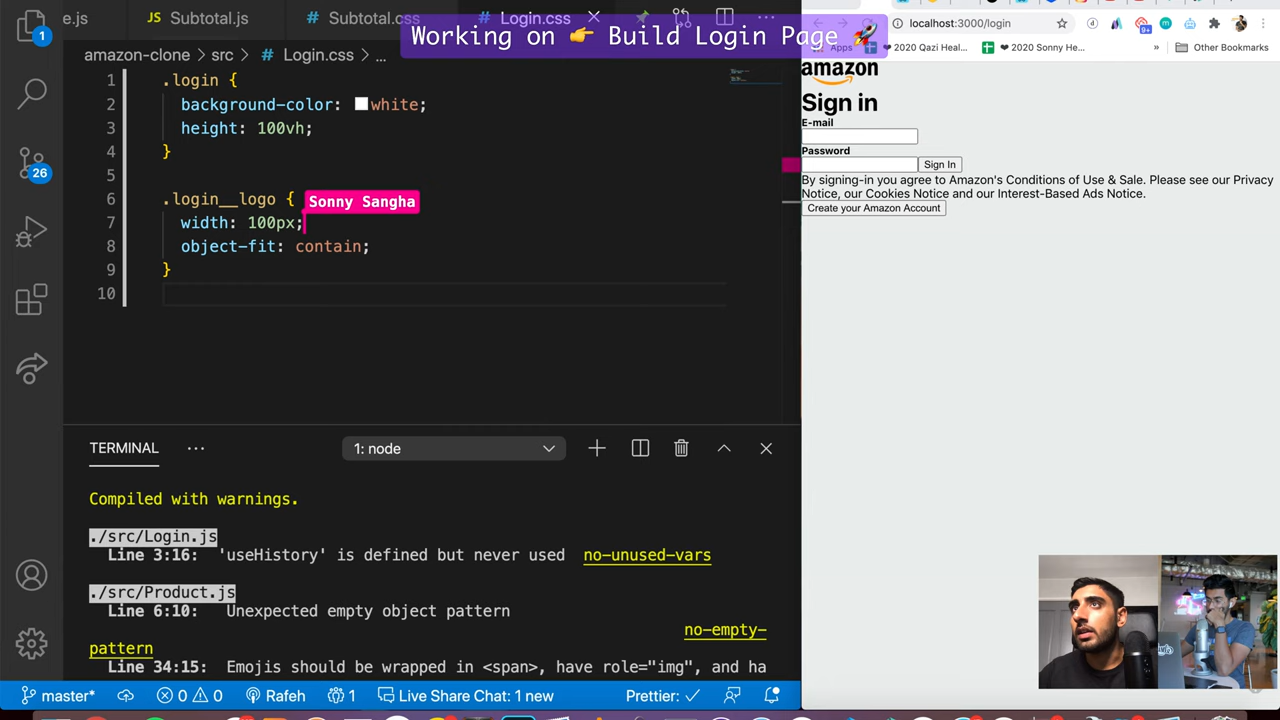 e.js
JS Subtotal.js
# Subtotal.css
# Login.css
Working on 👉 Build Login Page 🚀
amazon-clone > src > # Login.css > ...
1 .login {
2 background-color: white;
3 height: 100vh;
4 }
5
6 .login__logo {
Sonny Sangha
7 width: 100px;
8 object-fit: contain;
9 }
10
1
26
TERMINAL ...
1: node
Compiled with warnings.
./src/Login.js
Line 3:16: 'useHistory' is defined but never used no-unused-vars
./src/Product.js
Line 6:10: Unexpected empty object pattern
no-empty-
pattern
Line 34:15: Emojis should be wrapped in <span>, have role="img", and ha
master* 0 0 Rafeh 1 Live Share Chat: 1 new Prettier: ✓
localhost:3000/login
9+
Apps
❤ 2020 Qazi Heal...
❤ 2020 Sonny He...
» Other Bookmarks
amazon
Sign in
E-mail
Password
Sign In
By signing-in you agree to Amazon's Conditions of Use & Sale. Please see our Privacy
Notice, our Cookies Notice and our Interest-Based Ads Notice.
Create your Amazon Account